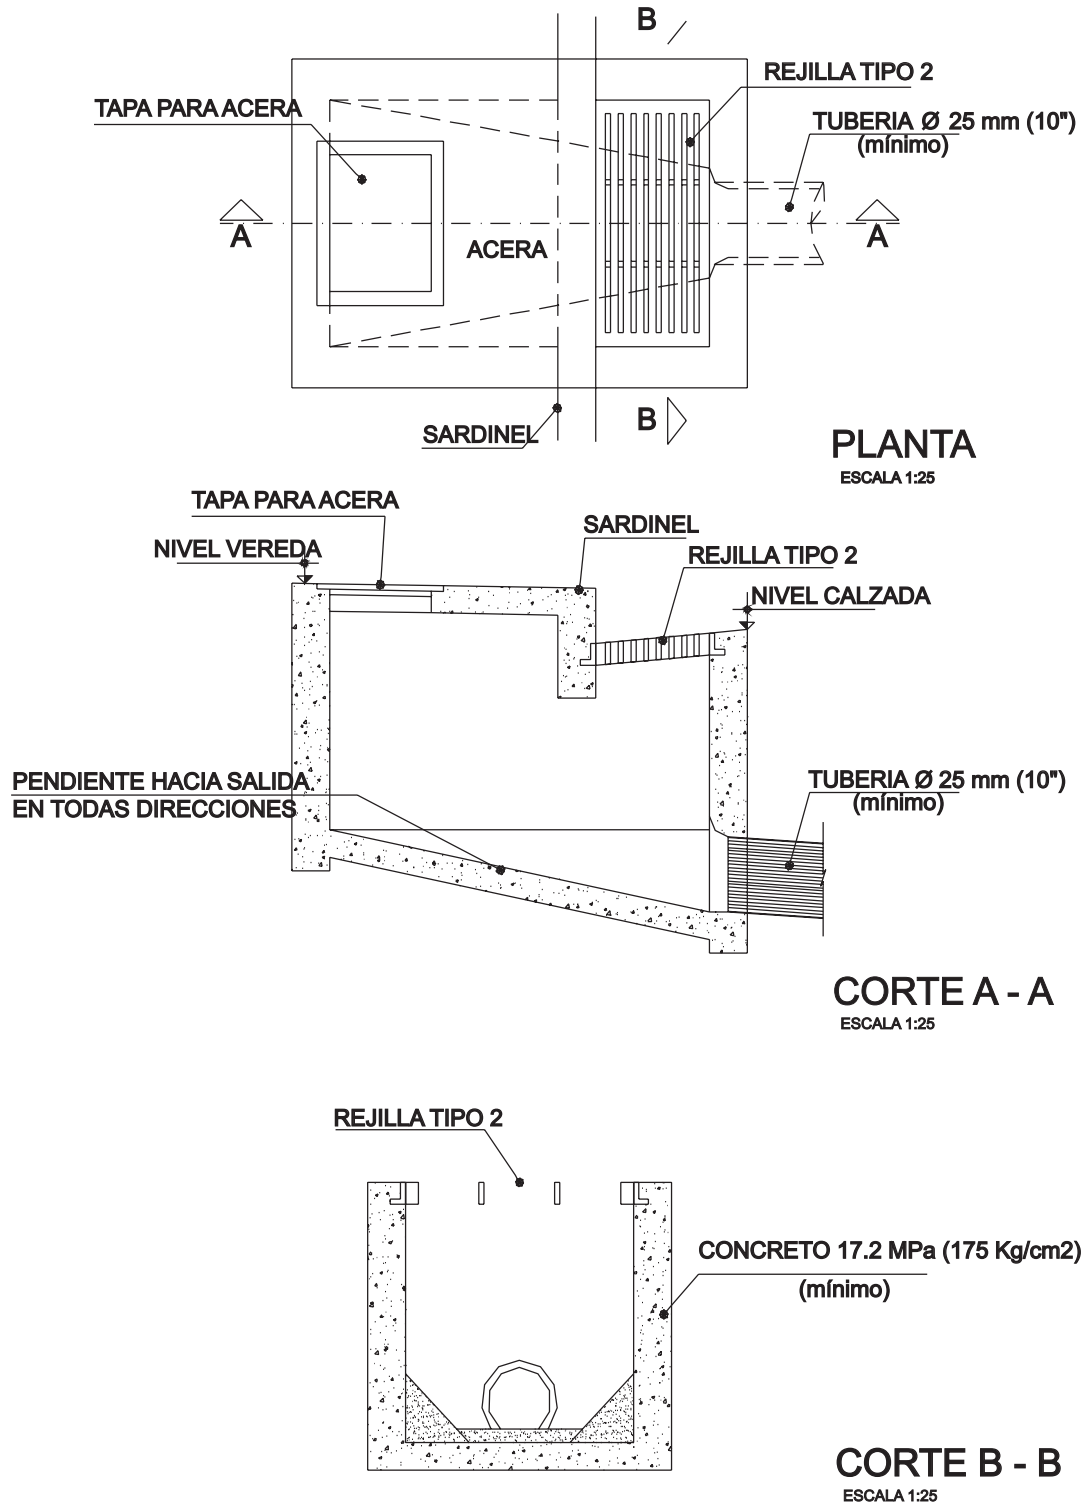 B
REJILLA TIPO 2
TAPA PARA ACERA
TUBERIA Ø 25 mm (10")
(mínimo)
A
ACERA
A
B
SARDINEL
PLANTA
ESCALA 1:25
TAPA PARA ACERA
SARDINEL
NIVEL VEREDA
REJILLA TIPO 2
NIVEL CALZADA
PENDIENTE HACIA SALIDA
EN TODAS DIRECCIONES
TUBERIA Ø 25 mm (10")
(mínimo)
CORTE A - A
ESCALA 1:25
REJILLA TIPO 2
CONCRETO 17.2 MPa (175 Kg/cm2)
(mínimo)
CORTE B - B
ESCALA 1:25